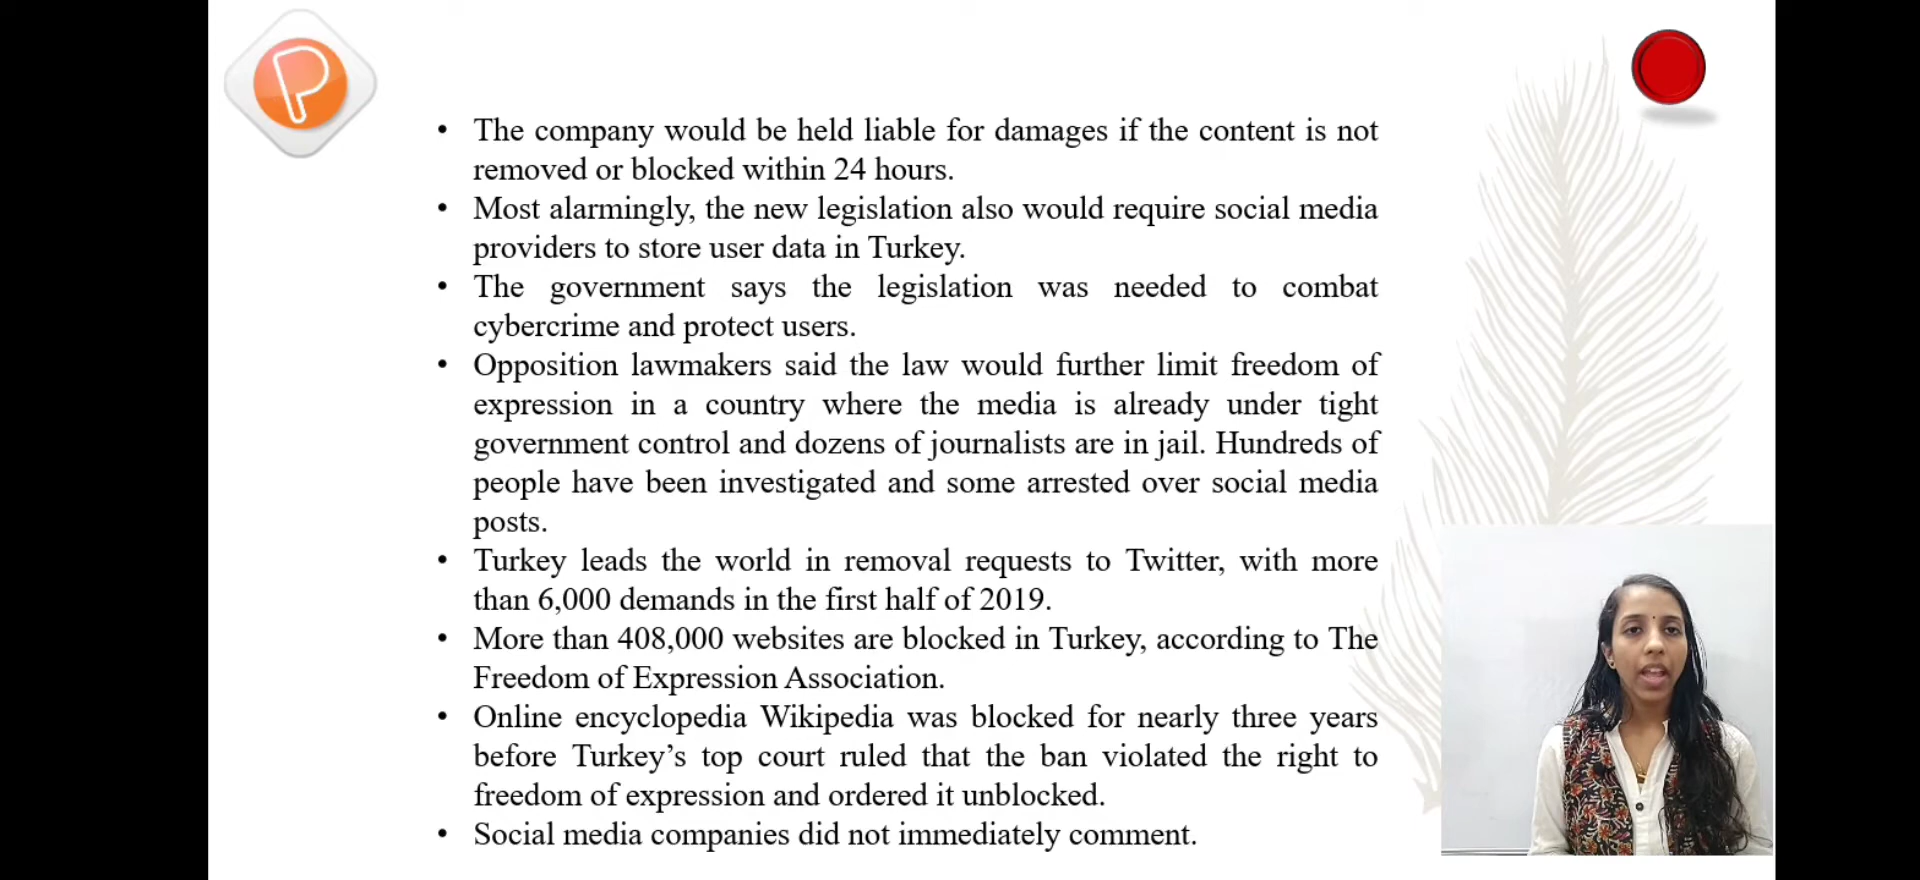 P
• The company would be held liable for damages if the content is not
removed or blocked within 24 hours.
• Most alarmingly, the new legislation also would require social media
providers to store user data in Turkey.
• The government says the legislation was needed to combat
cybercrime and protect users.
• Opposition lawmakers said the law would further limit freedom of
expression in a country where the media is already under tight
government control and dozens of journalists are in jail. Hundreds of
people have been investigated and some arrested over social media
posts.
• Turkey leads the world in removal requests to Twitter, with more
than 6,000 demands in the first half of 2019.
• More than 408,000 websites are blocked in Turkey, according to The
Freedom of Expression Association.
• Online encyclopedia Wikipedia was blocked for nearly three years
before Turkey’s top court ruled that the ban violated the right to
freedom of expression and ordered it unblocked.
• Social media companies did not immediately comment.